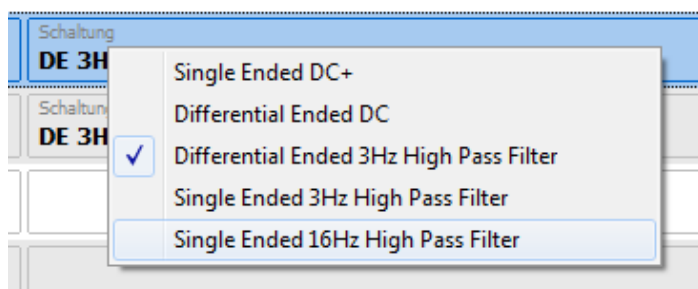 Schaltung
DE 3H
Single Ended DC+
Schaltun
Differential Ended DC
DE 3H
Differential Ended 3Hz High Pass Filter
Single Ended 3Hz High Pass Filter
Single Ended 16Hz High Pass Filter